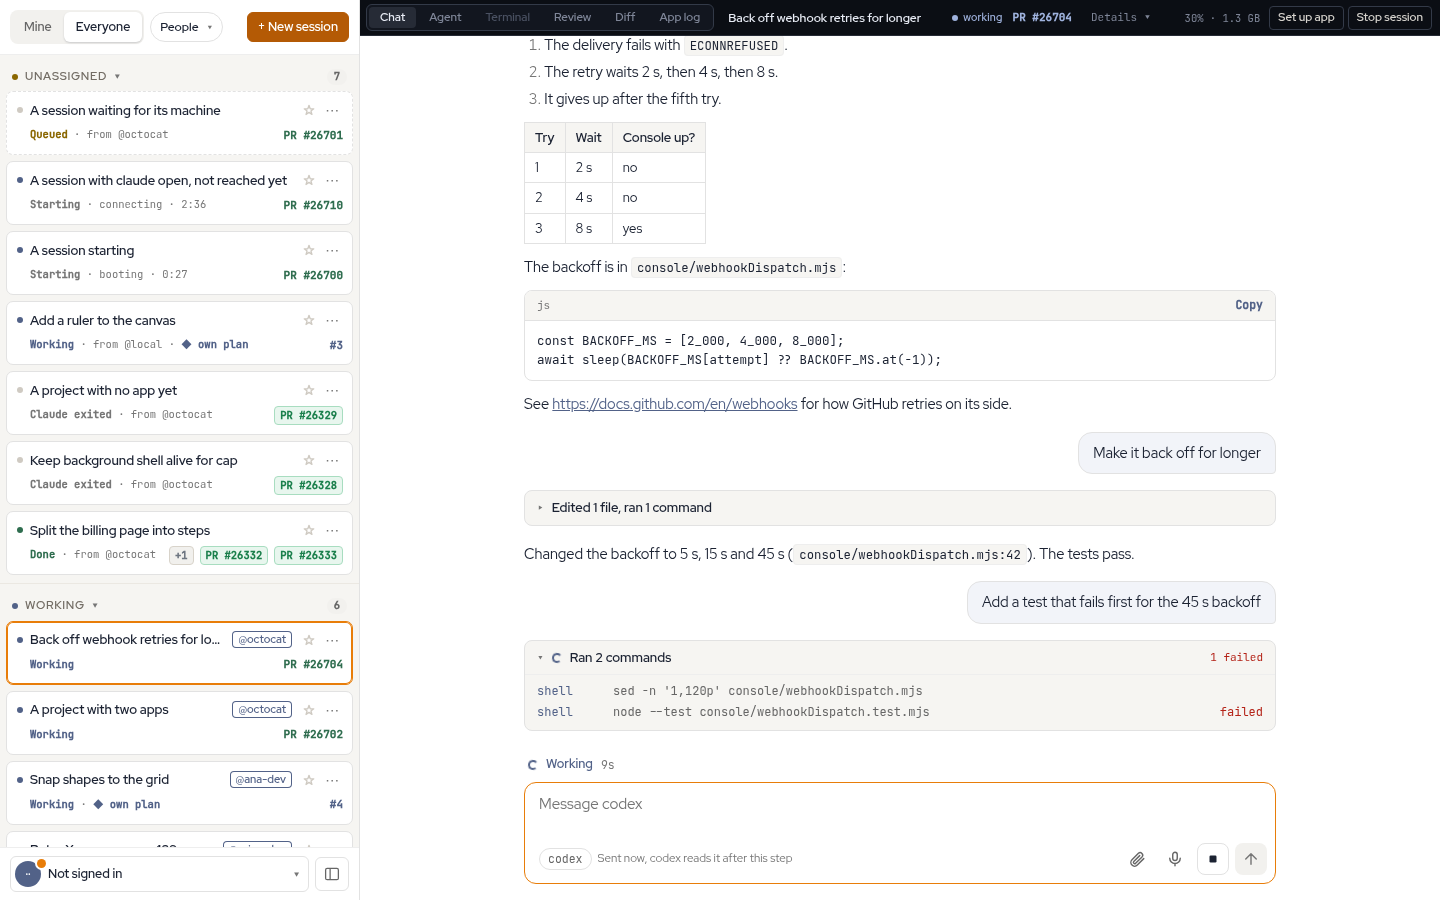 Mine Everyone People + New session
UNASSIGNED 7
A session waiting for its machine
Queued · from @octocat PR #26701
A session with claude open, not reached yet
Starting · connecting · 2:36 PR #26710
A session starting
Starting · booting · 0:27 PR #26700
Add a ruler to the canvas
Working · from @local · ◆ own plan #3
A project with no app yet
Claude exited · from @octocat PR #26329
Keep background shell alive for cap
Claude exited · from @octocat PR #26328
Split the billing page into steps
Done · from @octocat +1 PR #26332 PR #26333
WORKING 6
Back off webhook retries for lo... @octocat
Working PR #26704
A project with two apps @octocat
Working PR #26702
Snap shapes to the grid @ana-dev
Working · ◆ own plan #4
Not signed in
Chat Agent Terminal Review Diff App log Back off webhook retries for longer working PR #26704 Details 30% · 1.3 GB Set up app Stop session
1. The delivery fails with ECONNREFUSED.
2. The retry waits 2 s, then 4 s, then 8 s.
3. It gives up after the fifth try.
Try Wait Console up?
1 2 s no
2 4 s no
3 8 s yes
The backoff is in console/webhookDispatch.mjs:
js Copy
const BACKOFF_MS = [2_000, 4_000, 8_000];
await sleep(BACKOFF_MS[attempt] ?? BACKOFF_MS.at(-1));
See https://docs.github.com/en/webhooks for how GitHub retries on its side.
Make it back off for longer
Edited 1 file, ran 1 command
Changed the backoff to 5 s, 15 s and 45 s (console/webhookDispatch.mjs:42). The tests pass.
Add a test that fails first for the 45 s backoff
Ran 2 commands 1 failed
shell sed -n '1,120p' console/webhookDispatch.mjs
shell node --test console/webhookDispatch.test.mjs failed
Working 9s
Message codex
codex Sent now, codex reads it after this step